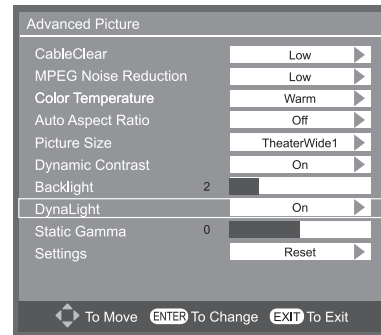 Advanced Picture
CableClear Low
MPEG Noise Reduction Low
Color Temperature Warm
Auto Aspect Ratio Off
Picture Size TheaterWide1
Dynamic Contrast On
Backlight 2
DynaLight On
Static Gamma 0
Settings Reset
To Move ENTER To Change EXIT To Exit